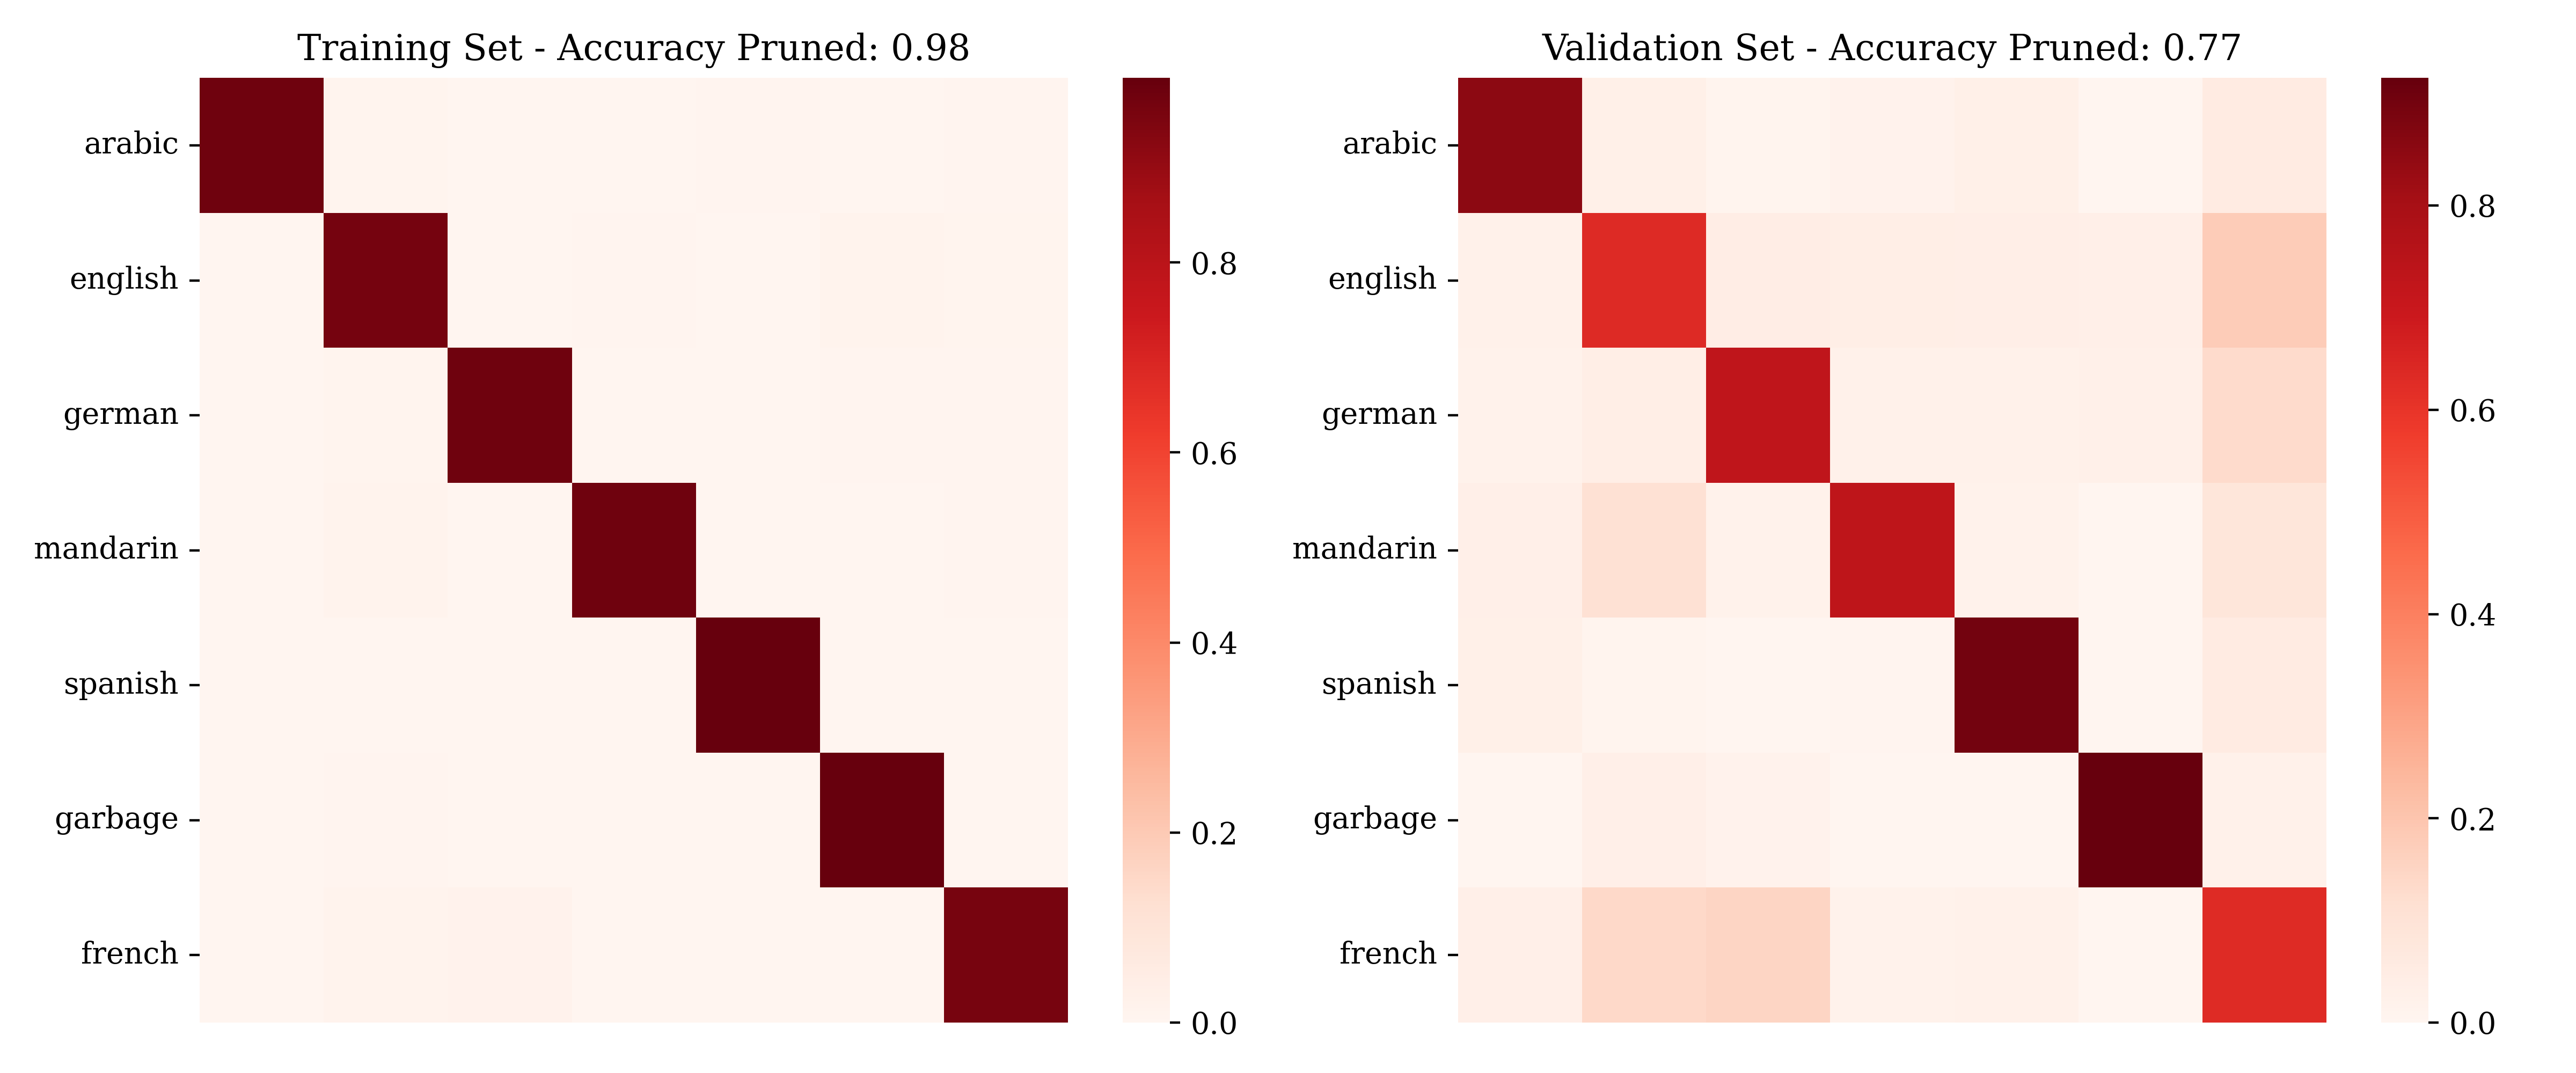 Training Set - Accuracy Pruned: 0.98
arabic
english
german
mandarin
spanish
garbage
french
0.8
0.6
0.4
0.2
0.0
Validation Set - Accuracy Pruned: 0.77
arabic
english
german
mandarin
spanish
garbage
french
0.8
0.6
0.4
0.2
0.0